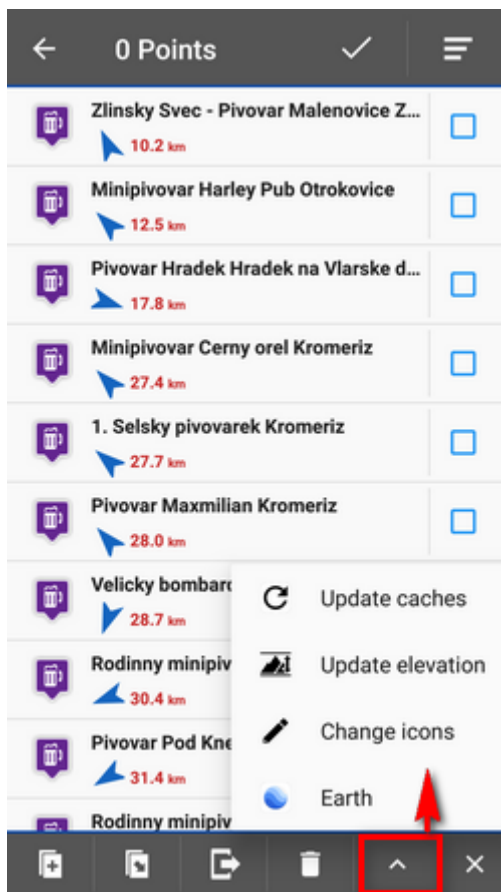 0 Points
Zlinsky Svec - Pivovar Malenovice Z...
10.2 km
Minipivovar Harley Pub Otrokovice
12.5 km
Pivovar Hradek Hradek na Vlarske d...
17.8 km
Minipivovar Cerny orel Kromeriz
27.4 km
1. Selsky pivovarek Kromeriz
27.7 km
Pivovar Maxmilian Kromeriz
28.0 km
Velicky bombard
28.7 km
Rodinny minipiv
30.4 km
Pivovar Pod Kne
31.4 km
Rodinny minipiv
Update caches
Update elevation
Change icons
Earth